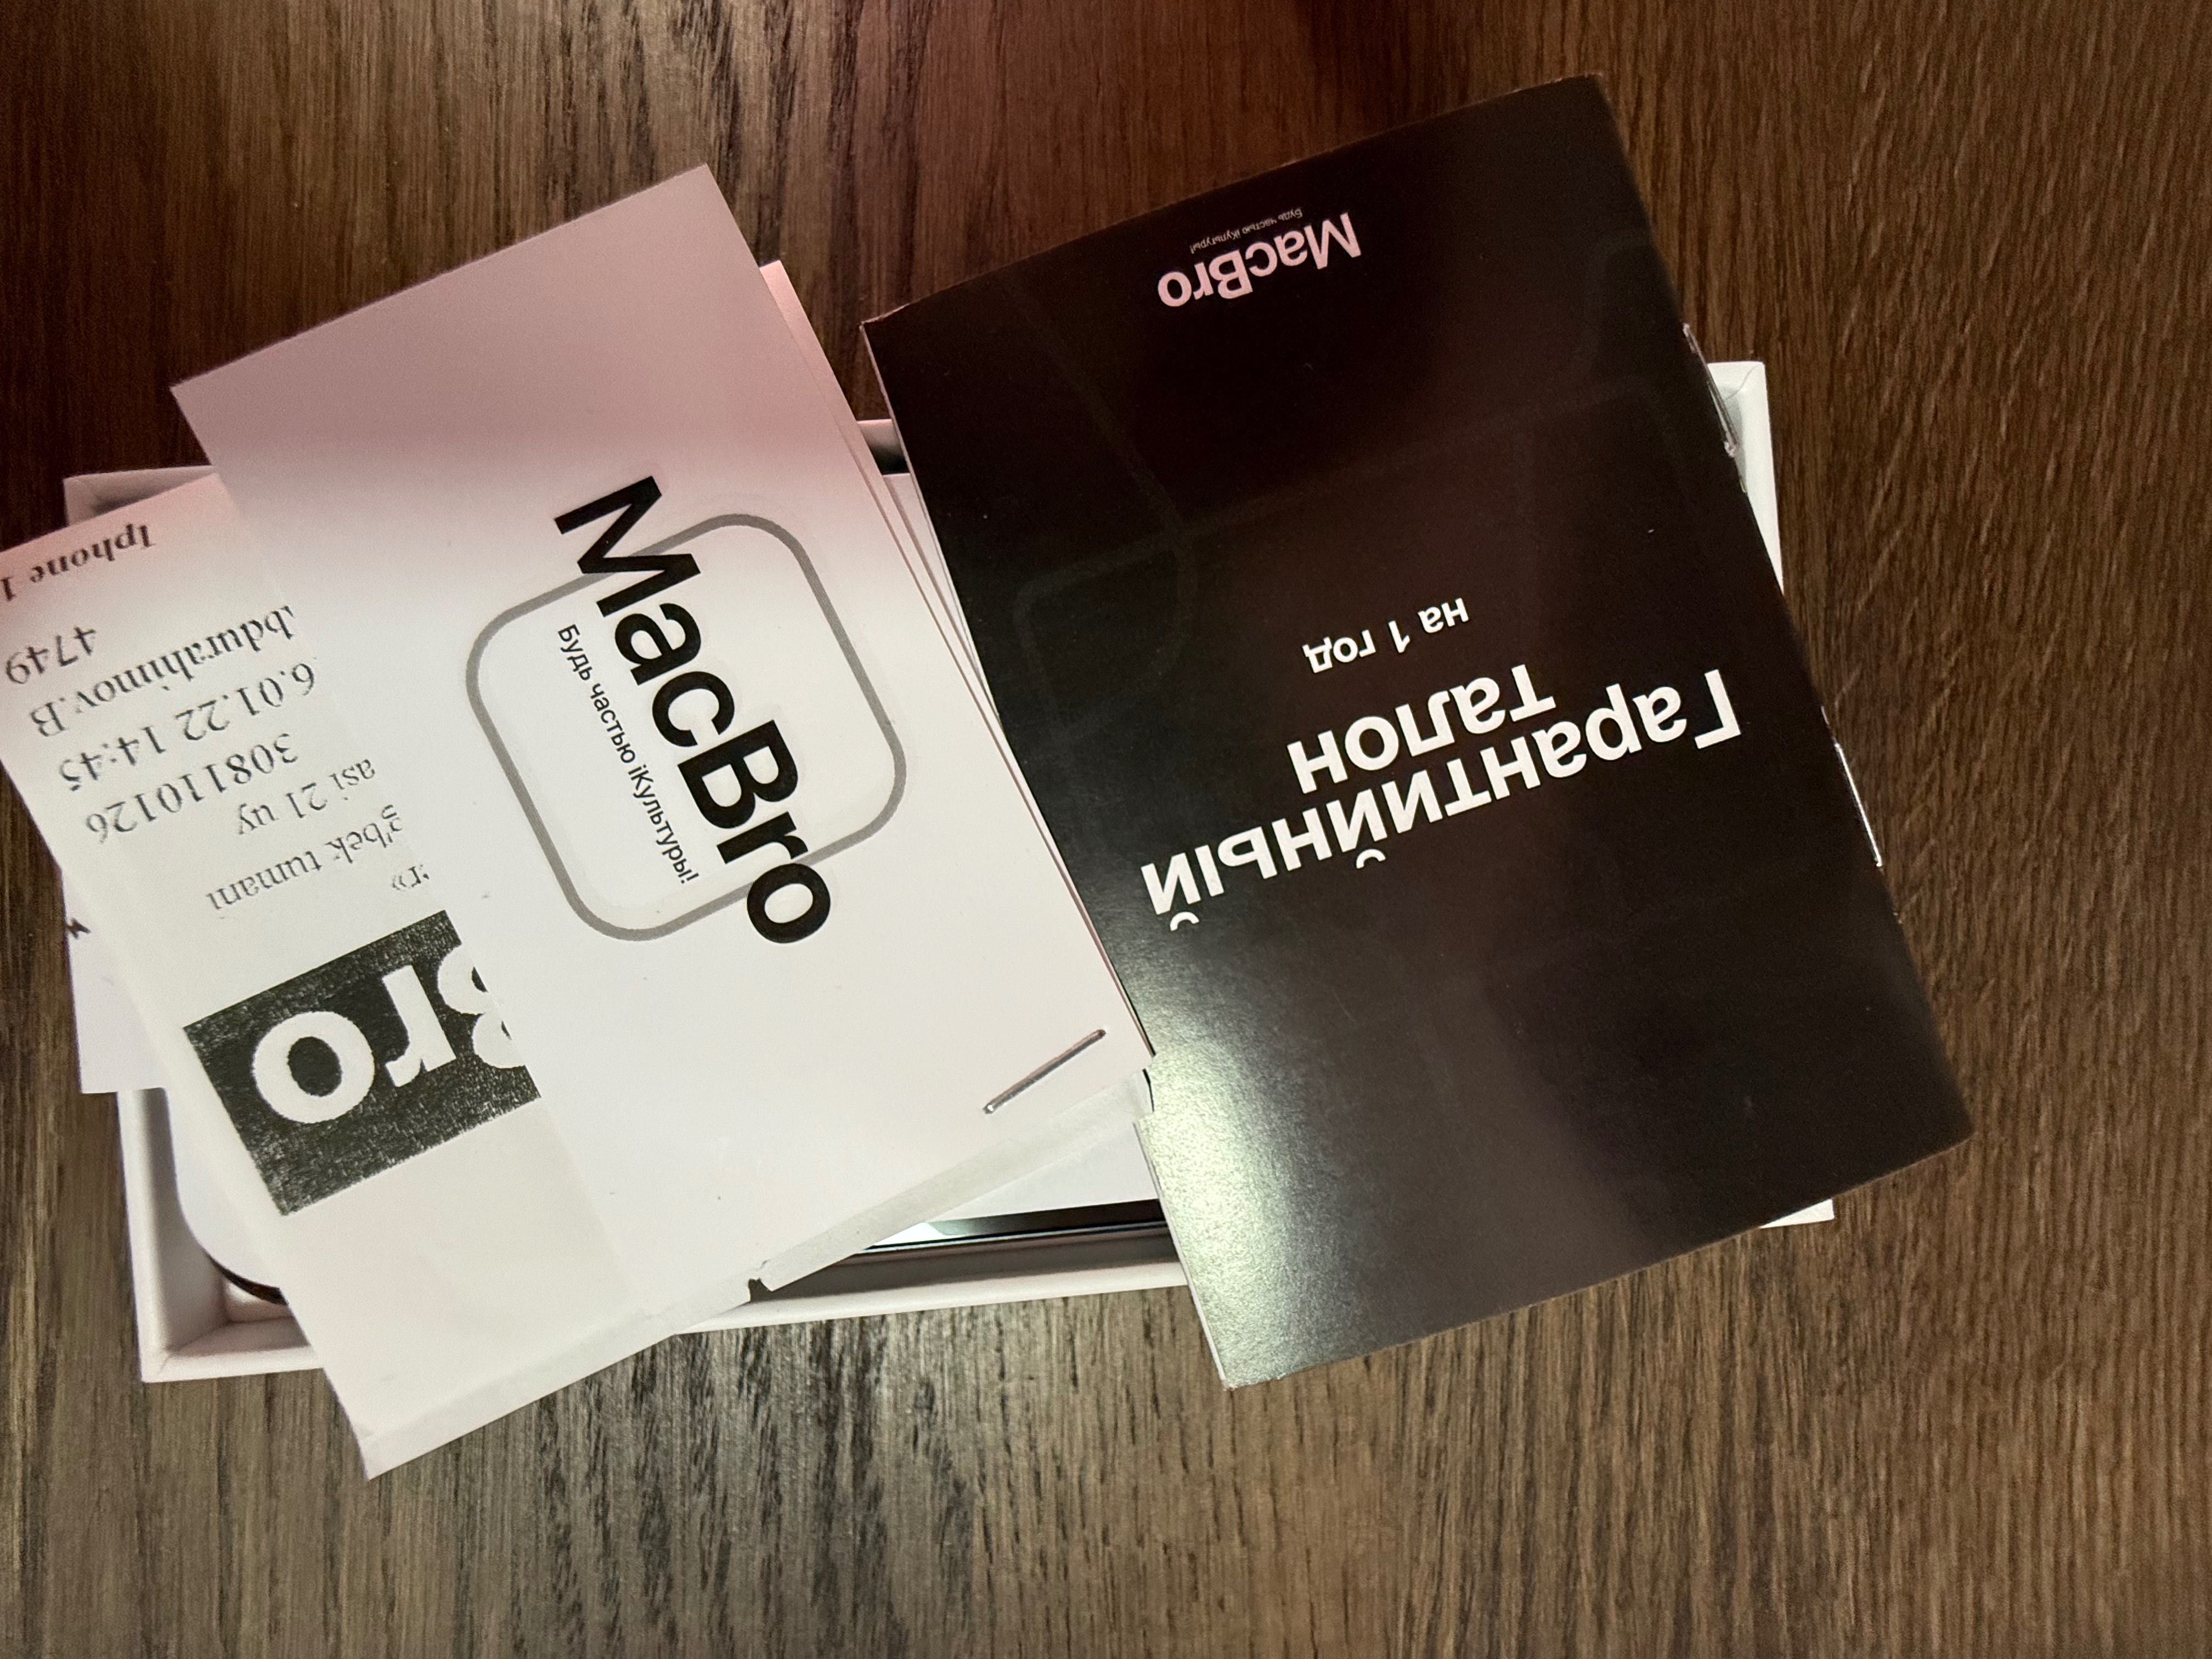 MacBro
Будь частью iКультуры!
Гарантийный
талон
на 1 год
MacBro
Будь частью iКультуры!
Bro
r»
g'bek tumani
asi 21 uy
308110126
6.01.22 14:45
bdurahimov.B
4749
Iphone 1